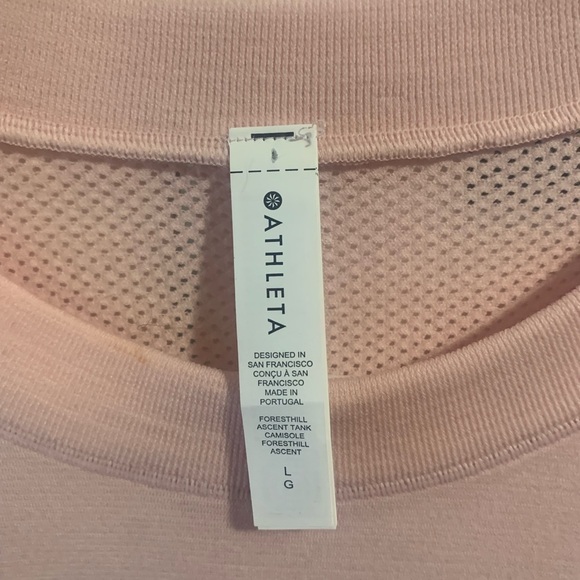 ATHLETA
DESIGNED IN
SAN FRANCISCO
CONÇU À SAN
FRANCISCO
MADE IN
PORTUGAL
FORESTHILL
ASCENT TANK
CAMISOLE
FORESTHILL
ASCENT
L
G